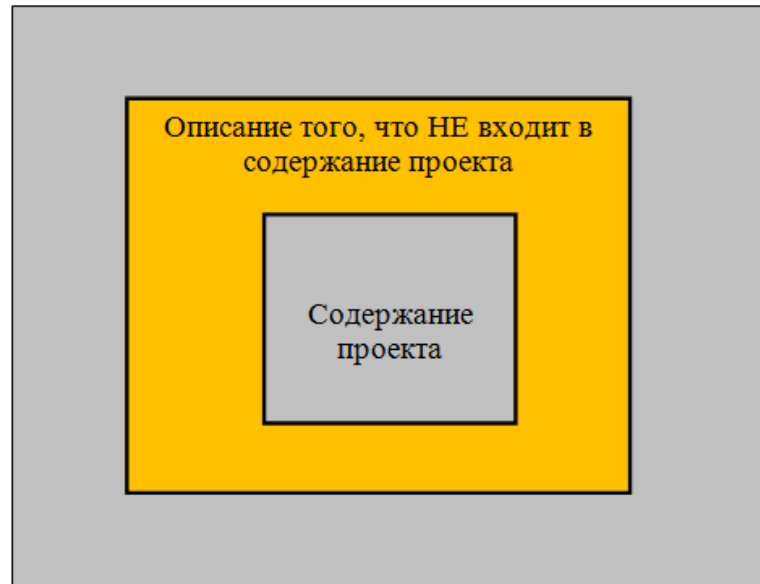 Описание того, что НЕ входит в
содержание проекта
Содержание
проекта